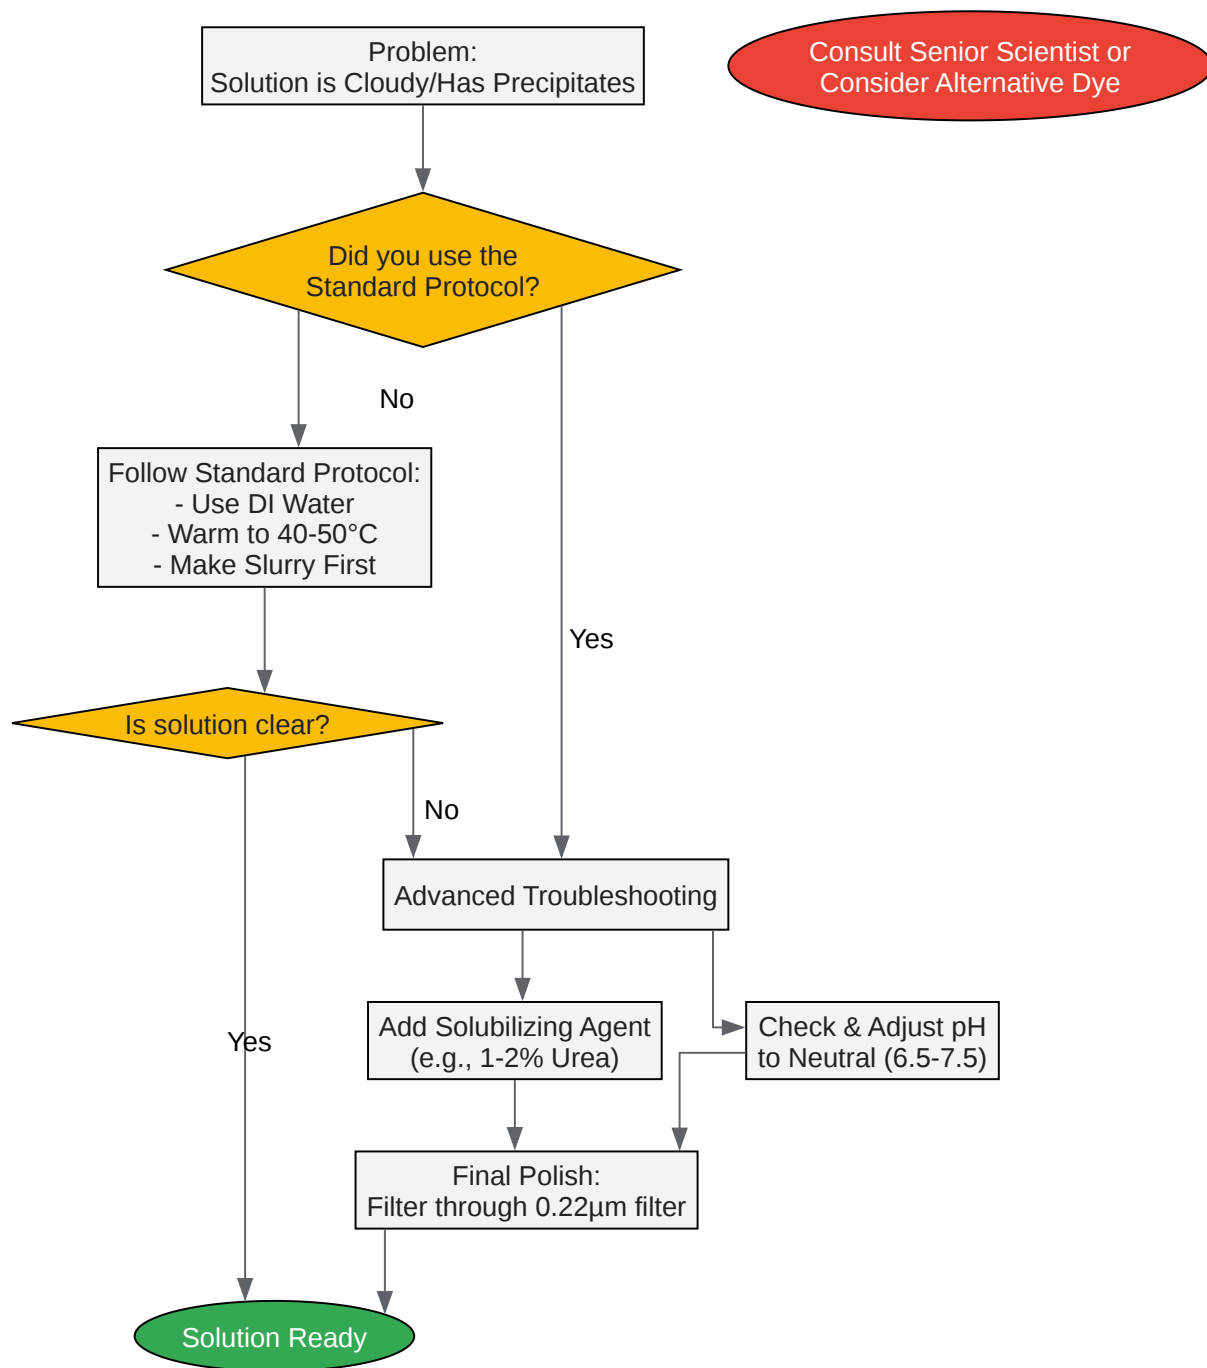 Problem:
Solution is Cloudy/Has Precipitates
Consult Senior Scientist or
Consider Alternative Dye
Did you use the
Standard Protocol?
No
Follow Standard Protocol:
- Use DI Water
- Warm to 40-50°C
- Make Slurry First
Yes
Is solution clear?
No
Advanced Troubleshooting
Add Solubilizing Agent
(e.g., 1-2% Urea)
Check & Adjust pH
to Neutral (6.5-7.5)
Yes
Final Polish:
Filter through 0.22µm filter
Solution Ready